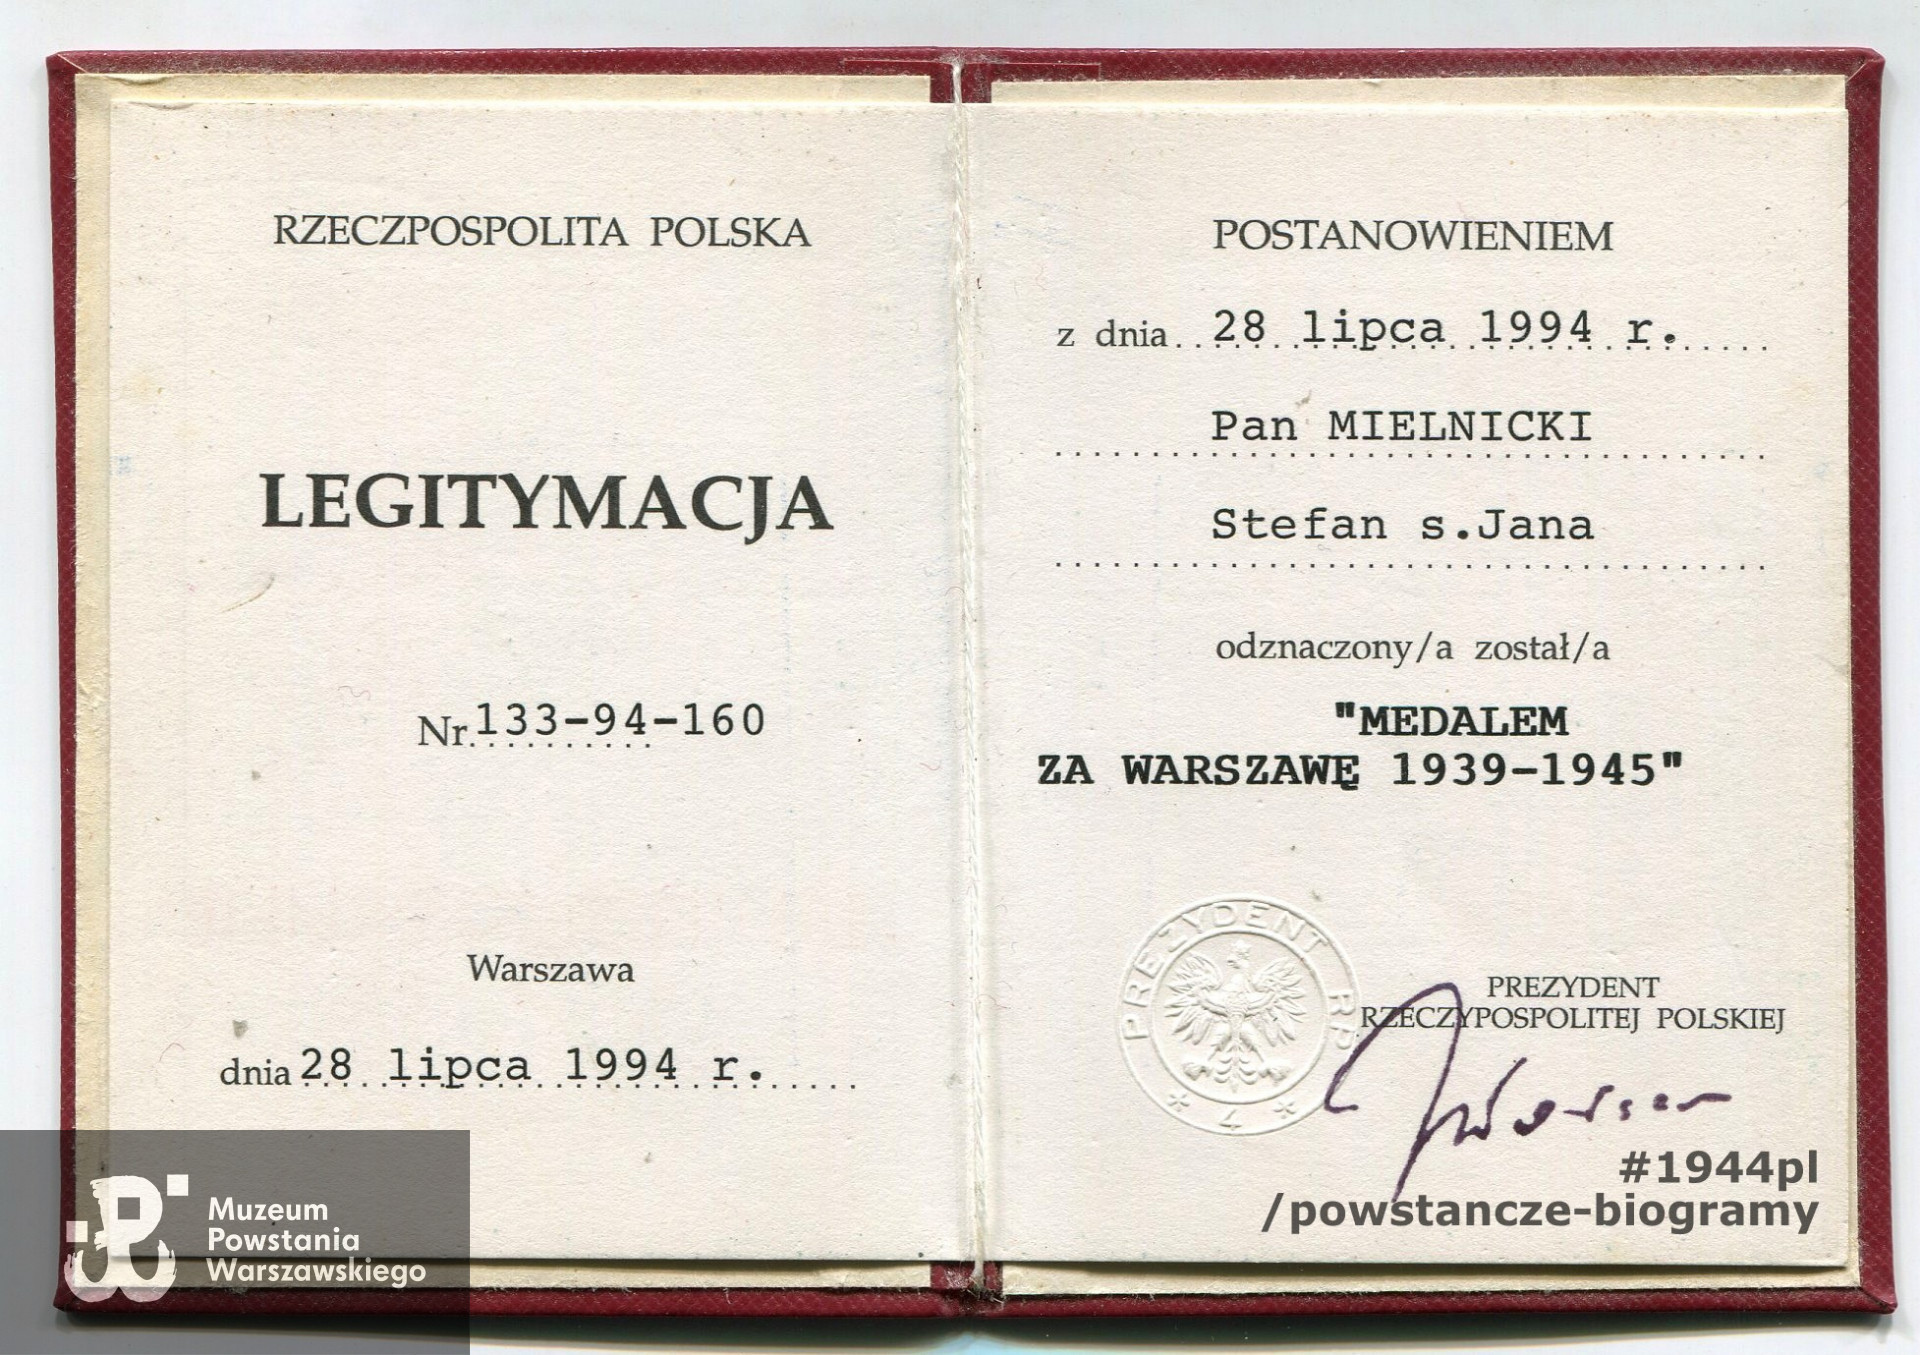 RZECZPOSPOLITA POLSKA
LEGITYMACJA
Nr 133-94-160
Warszawa
dnia 28 lipca 1994 r.
POSTANOWIENIEM
z dnia 28 lipca 1994 r.
Pan MIELNICKI
Stefan s.Jana
odznaczony/a został/a
"MEDALEM
ZA WARSZAWĘ 1939-1945"
PREZYDENT RP
* 4 *
PREZYDENT
RZECZYPOSPOLITEJ POLSKIEJ
#1944pl
/powstancze-biogramy
Muzeum
Powstania
Warszawskiego